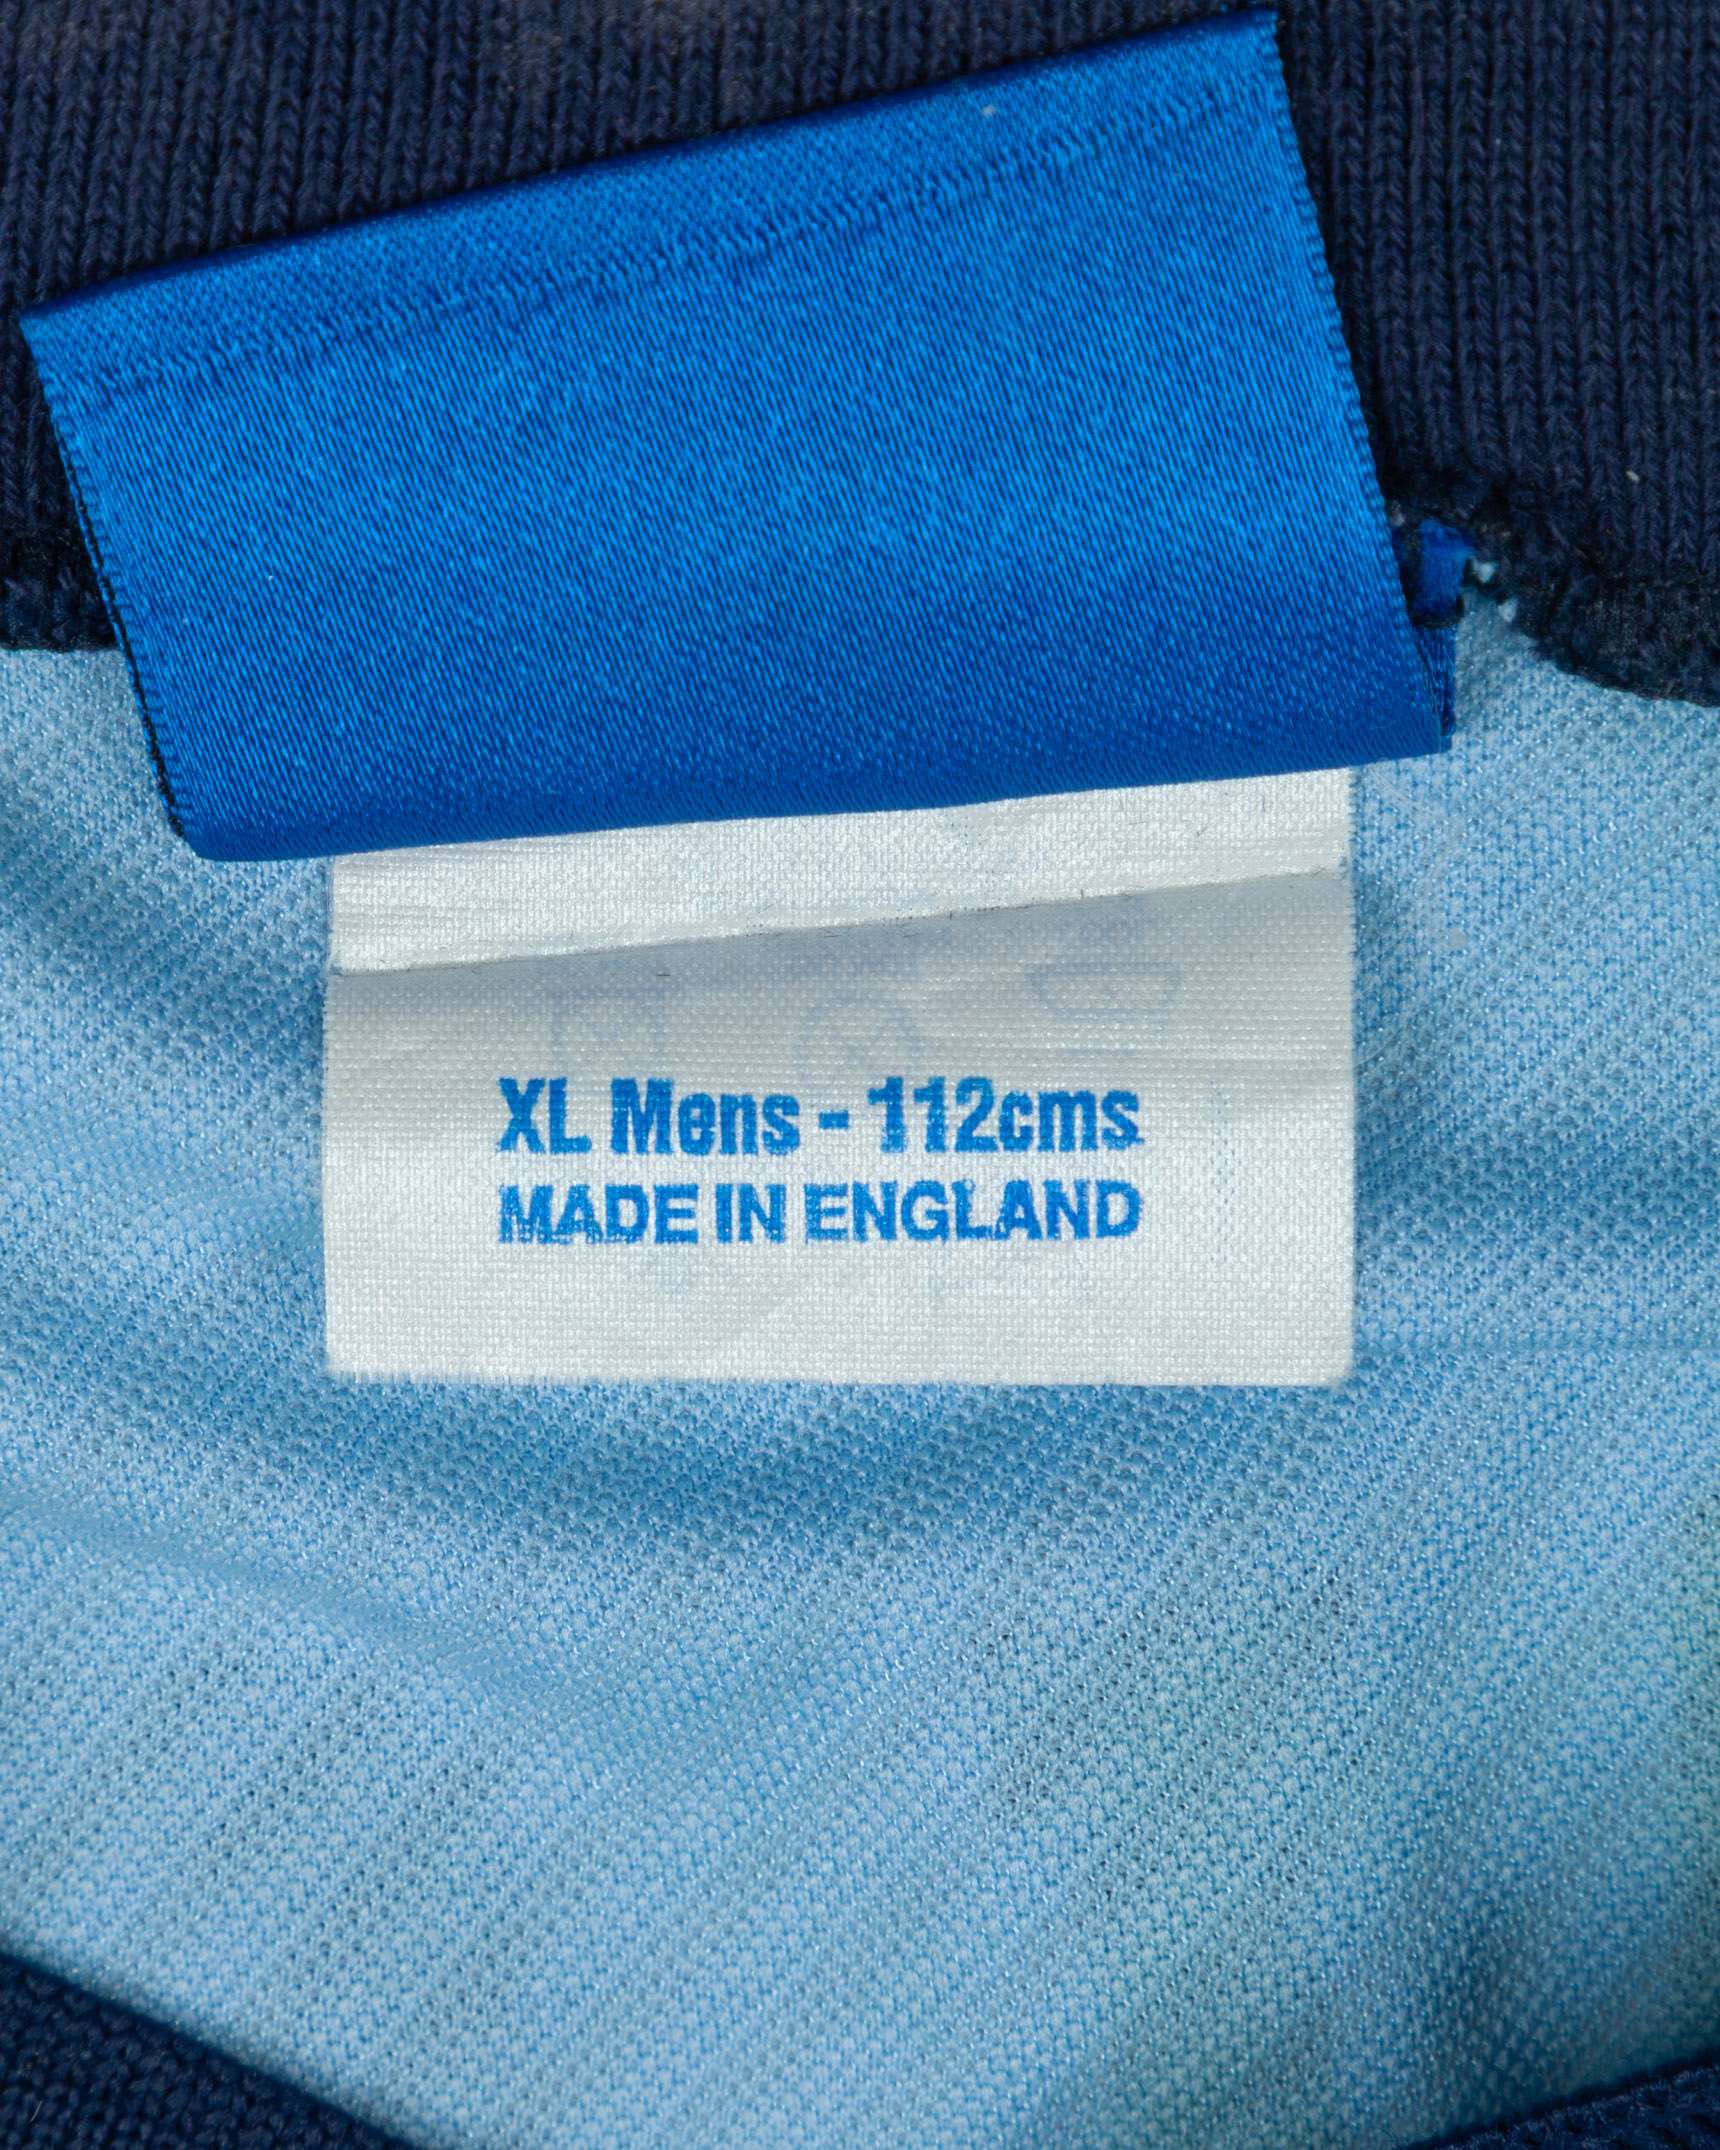 XL Mens - 112cms
MADE IN ENGLAND